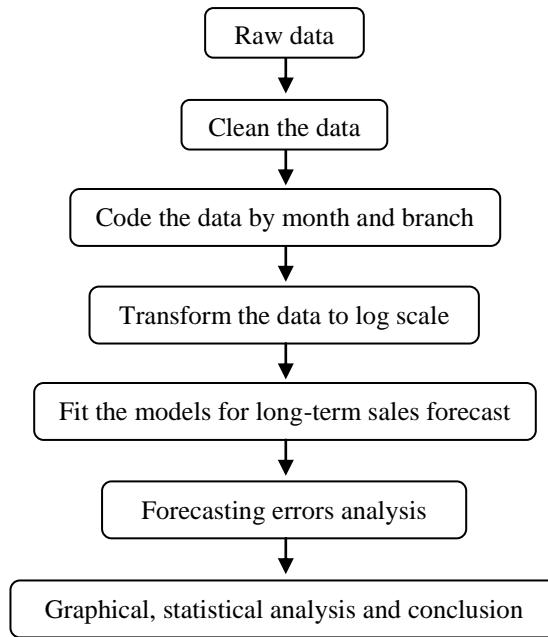 Raw data
Clean the data
Code the data by month and branch
Transform the data to log scale
Fit the models for long-term sales forecast
Forecasting errors analysis
Graphical, statistical analysis and conclusion